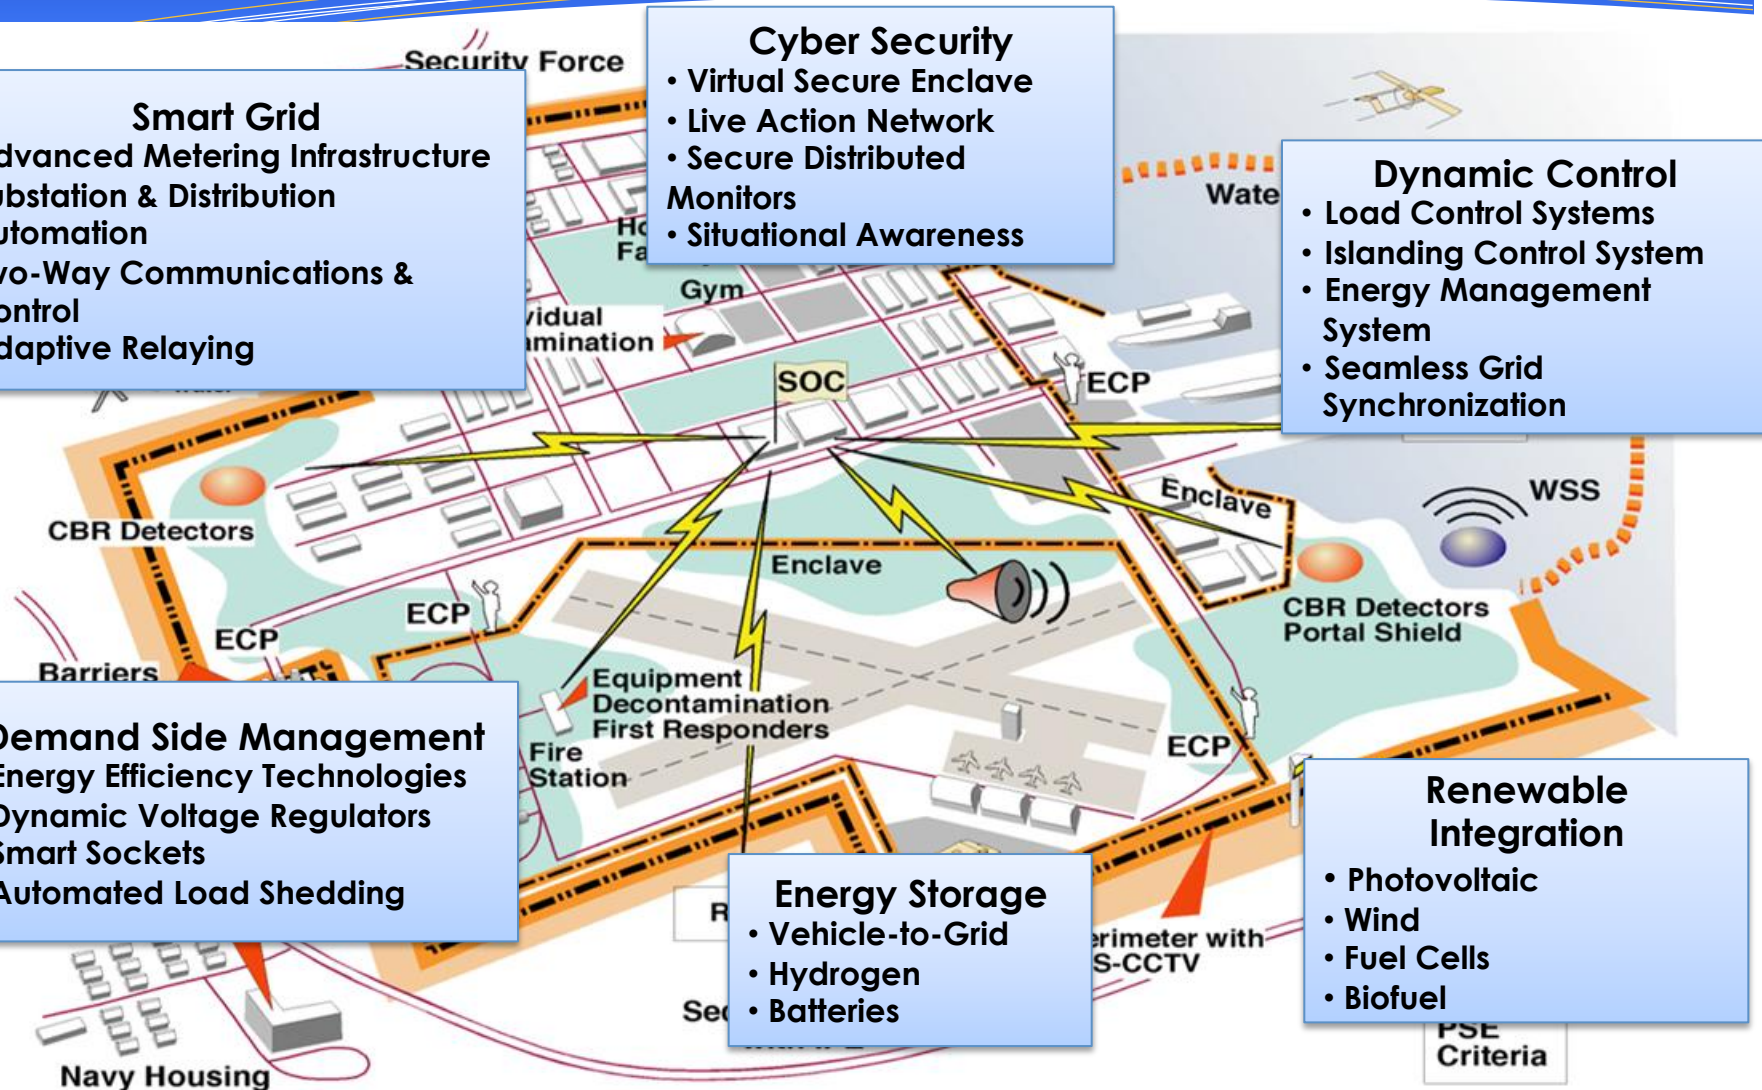 Security Force
Cyber Security
• Virtual Secure Enclave
• Live Action Network
• Secure Distributed
Monitors
• Situational Awareness
Smart Grid
dvanced Metering Infrastructure
ubstation & Distribution
utomation
wo-Way Communications &
ontrol
daptive Relaying
Dynamic Control
• Load Control Systems
• Islanding Control System
• Energy Management
System
• Seamless Grid
Synchronization
Wate
Ho
Fa
Gym
vidual
mination
SOC
ECP
Enclave
WSS
CBR Detectors
Enclave
ECP
ECP
CBR Detectors
Portal Shield
Barriers
Equipment
Decontamination
First Responders
Fire
Station
ECP
Demand Side Management
Energy Efficiency Technologies
Dynamic Voltage Regulators
Smart Sockets
Automated Load Shedding
Energy Storage
• Vehicle-to-Grid
• Hydrogen
• Batteries
Renewable
Integration
• Photovoltaic
• Wind
• Fuel Cells
• Biofuel
R
erimeter with
S-CCTV
Sec
PSE
Criteria
Navy Housing